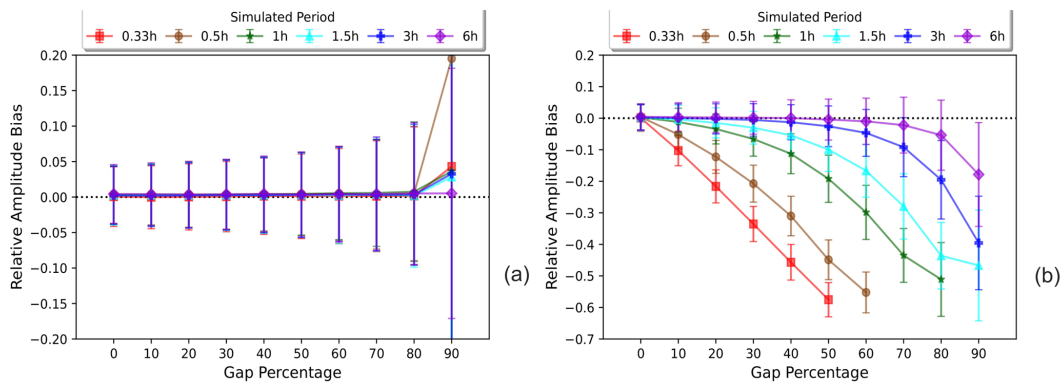 Simulated Period
0.33h 0.5h 1h 1.5h 3h 6h
0.20
0.15
0.10
0.05
0.00
−0.05
−0.10
−0.15
−0.20
Relative Amplitude Bias
0 10 20 30 40 50 60 70 80 90
Gap Percentage
(a)
Simulated Period
0.33h 0.5h 1h 1.5h 3h 6h
0.2
0.1
0.0
−0.1
−0.2
−0.3
−0.4
−0.5
−0.6
−0.7
Relative Amplitude Bias
0 10 20 30 40 50 60 70 80 90
Gap Percentage
(b)